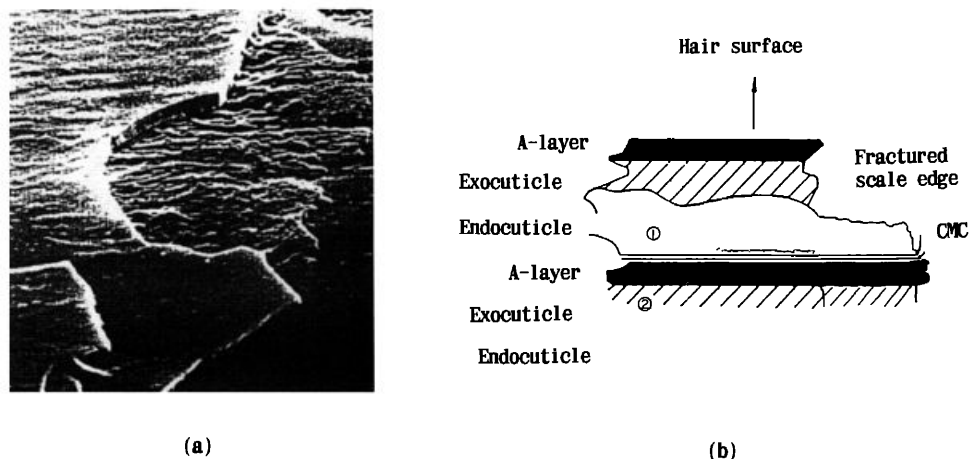 Hair surface
A-layer
Exocuticle
Fractured
scale edge
Endocuticle
①
CMC
A-layer
②
Exocuticle
Endocuticle
(a)
(b)